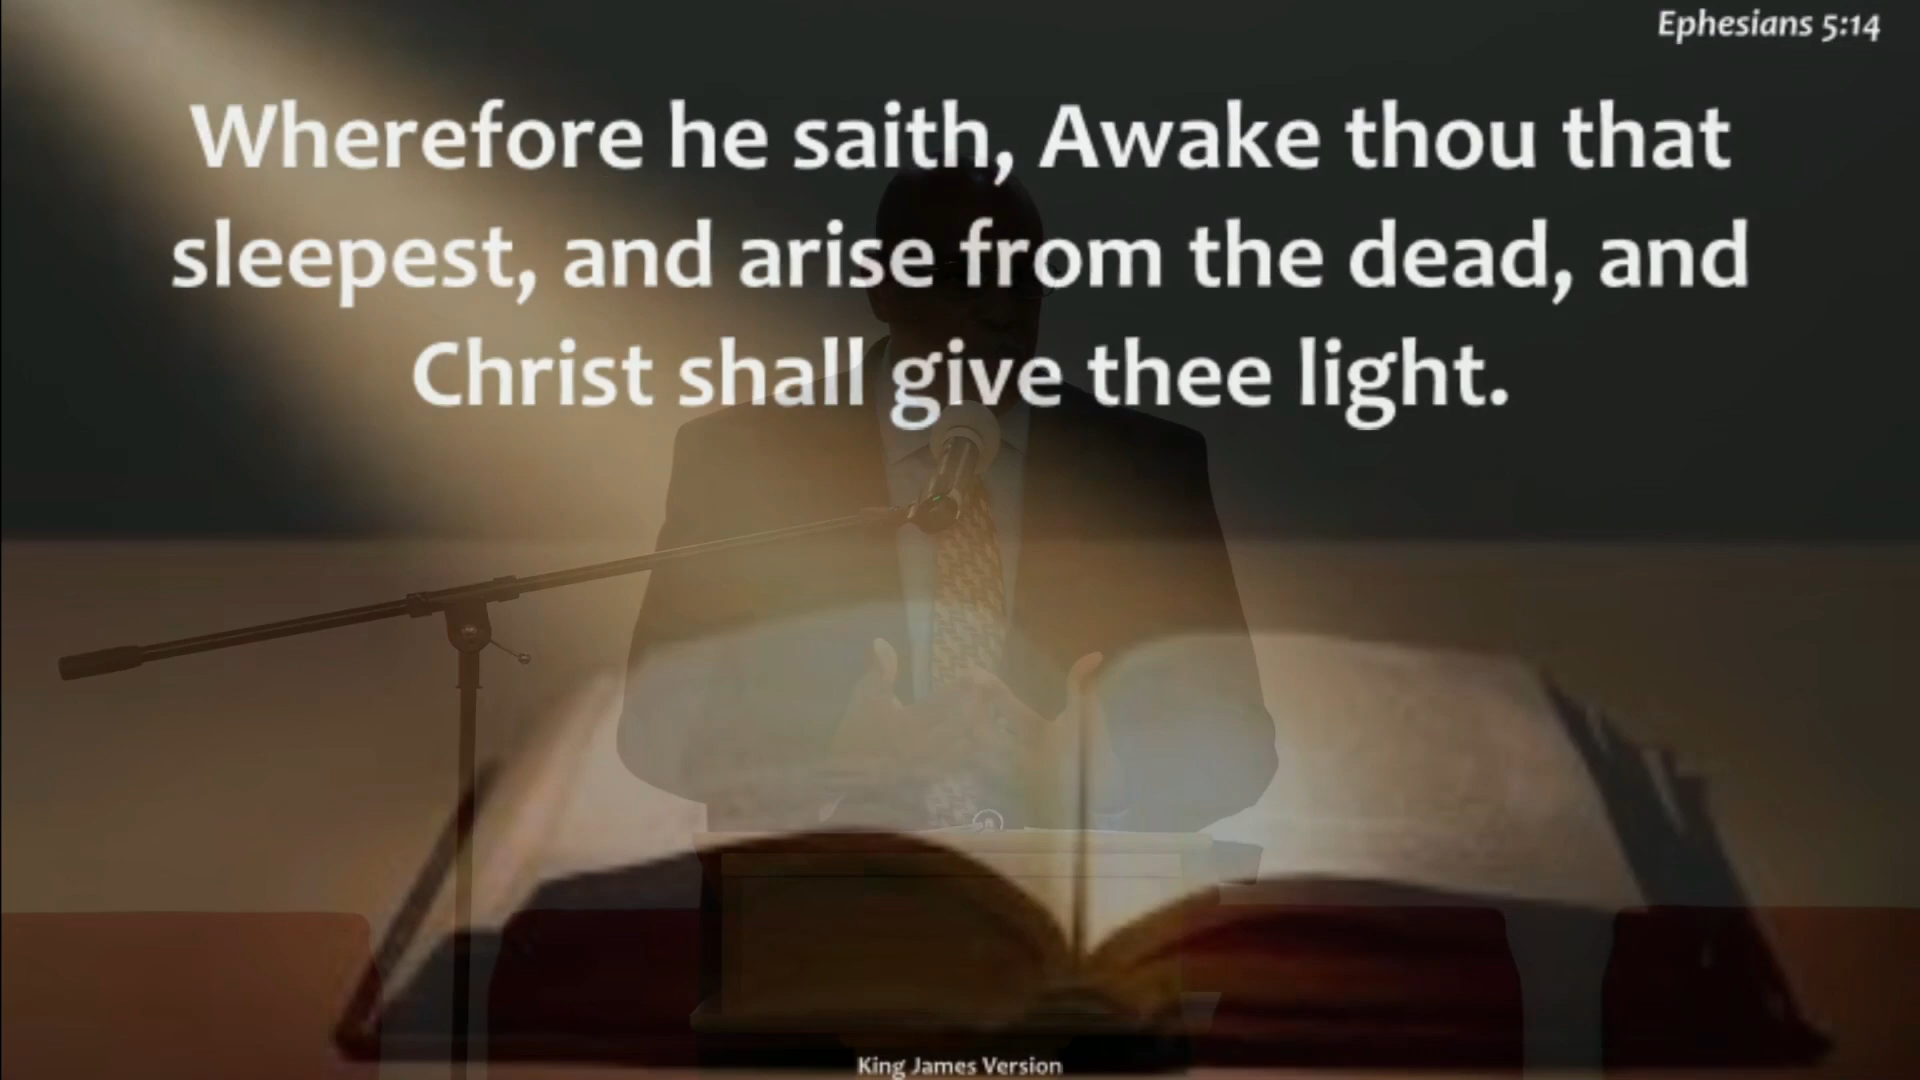 Ephesians 5:14
Wherefore he saith, Awake thou that
sleepest, and arise from the dead, and
Christ shall give thee light.
King James Version